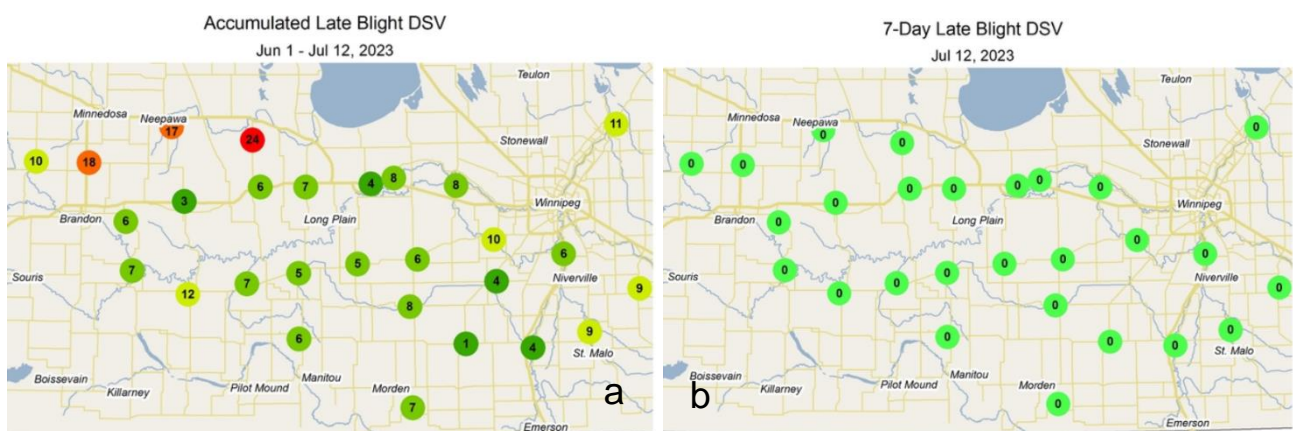 Accumulated Late Blight DSV
Jun 1 - Jul 12, 2023
Teulon
Minnedosa
Neepawa
11
17
24
Stonewall
10
18
6
7
4
8
8
3
Winnipeg
Brandon
6
Long Plain
10
6
7
5
5
6
Souris
7
4
Niverville
12
9
8
9
6
1
4
St. Malo
Boissevain
Killarney
Pilot Mound
Manitou
Morden
a
7
Emerson
7-Day Late Blight DSV
Jul 12, 2023
Teulon
Minnedosa
Neepawa
0
0
0
Stonewall
0
0
0
0
0
0
0
0
Winnipeg
Brandon
0
Long Plain
0
0
0
0
0
0
Souris
0
0
Niverville
0
0
0
0
0
0
0
St. Malo
Boissevain
Killarney
Pilot Mound
Manitou
Morden
b
0
Emerson